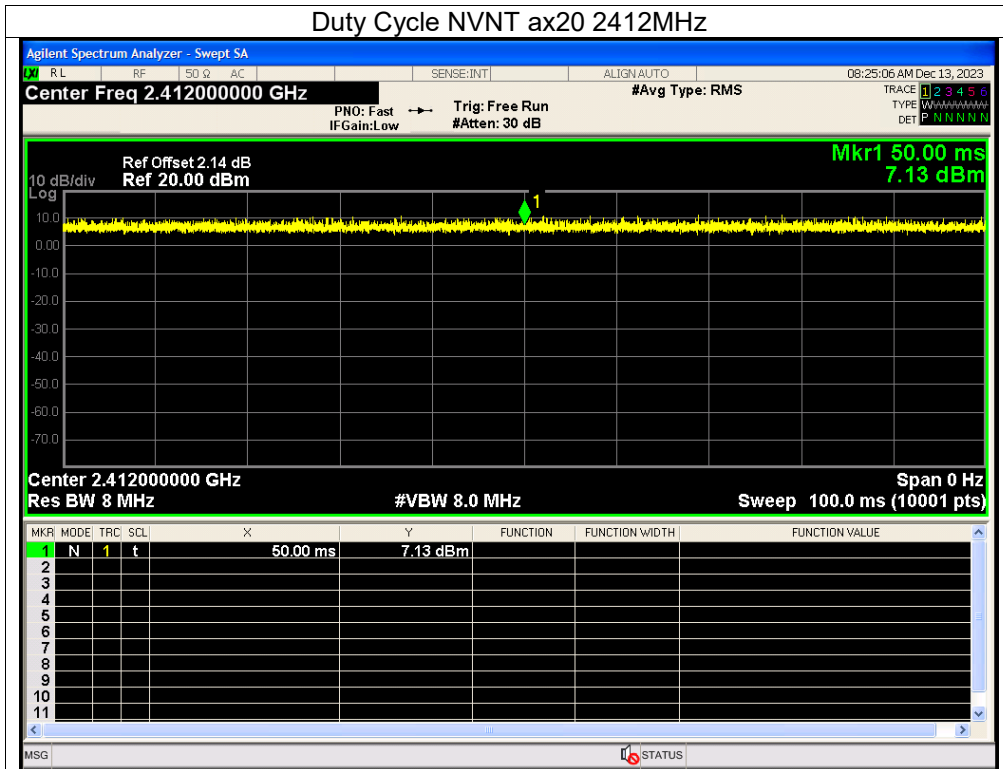 Duty Cycle NVNT ax20 2412MHz
Agilent Spectrum Analyzer - Swept SA
LXI RL RF 50 Ω AC SENSE:INT ALIGN AUTO 08:25:06 AM Dec 13, 2023
Center Freq 2.412000000 GHz #Avg Type: RMS TRACE 1 2 3 4 5 6
PNO: Fast Trig: Free Run TYPE WWWWWW
IFGain:Low #Atten: 30 dB DET P N N N N N
Mkr1 50.00 ms
Ref Offset 2.14 dB
10 dB/div Ref 20.00 dBm 7.13 dBm
Log
1
10.0
0.00
-10.0
-20.0
-30.0
-40.0
-50.0
-60.0
-70.0
Center 2.412000000 GHz Span 0 Hz
Res BW 8 MHz #VBW 8.0 MHz Sweep 100.0 ms (10001 pts)
MKR MODE TRC SCL X Y FUNCTION FUNCTION WIDTH FUNCTION VALUE
1 N 1 t 50.00 ms 7.13 dBm
2
3
4
5
6
7
8
9
10
11
MSG STATUS